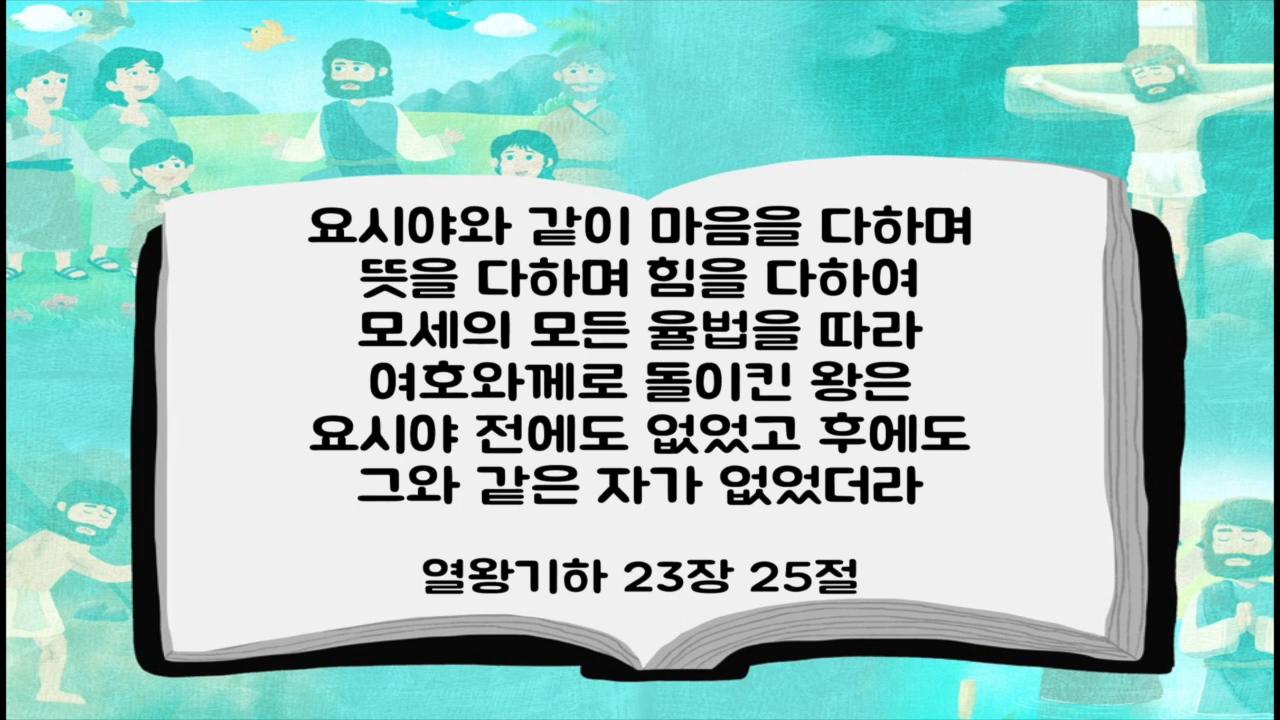 요시야와 같이 마음을 다하며
뜻을 다하며 힘을 다하여
모세의 모든 율법을 따라
여호와께로 돌이킨 왕은
요시야 전에도 없었고 후에도
그와 같은 자가 없었더라
열왕기하 23장 25절